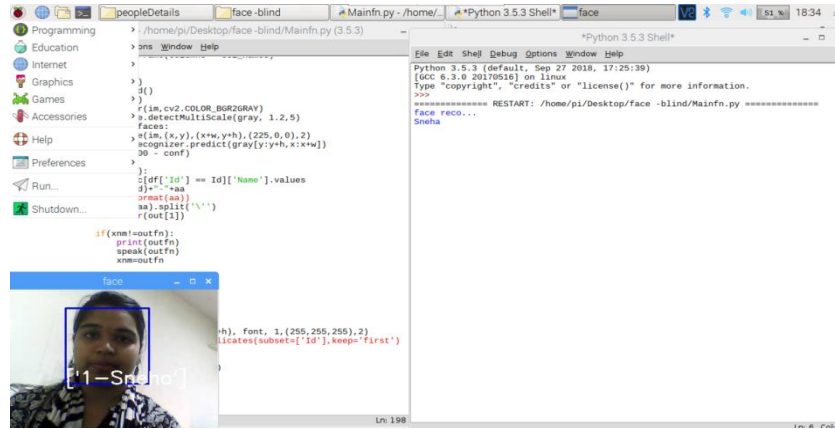 peopleDetails face -blind Mainfn.py - /home/... *Python 3.5.3 Shell* face 51 % 18:34
Programming
Education
Internet
Graphics
Games
Accessories
Help
Preferences
Run...
Shutdown...
- /home/pi/Desktop/face -blind/Mainfn.py (3.5.3)
ons Window Help
)
d()
)
r(im,cv2.COLOR_BGR2GRAY)
e.detectMultiScale(gray, 1.2,5)
faces:
e(im,(x,y),(x+w,y+h),(225,0,0),2)
ecognizer.predict(gray[y:y+h,x:x+w])
00 - conf)
):
c[df['Id'] == Id]['Name'].values
d)+"-"+aa
ormat(aa))
aa).split('\'')
r(out[1])
if(xnm!=outfn):
print(outfn)
speak(outfn)
xnm=outfn
+h), font, 1,(255,255,255),2)
licates(subset=['Id'],keep='first')
)
Ln: 198
face
['1-Sneha']
*Python 3.5.3 Shell*
File Edit Shell Debug Options Window Help
Python 3.5.3 (default, Sep 27 2018, 17:25:39)
[GCC 6.3.0 20170516] on linux
Type "copyright", "credits" or "license()" for more information.
>>>
============== RESTART: /home/pi/Desktop/face -blind/Mainfn.py ==============
face reco...
Sneha
Ln: 6 Col